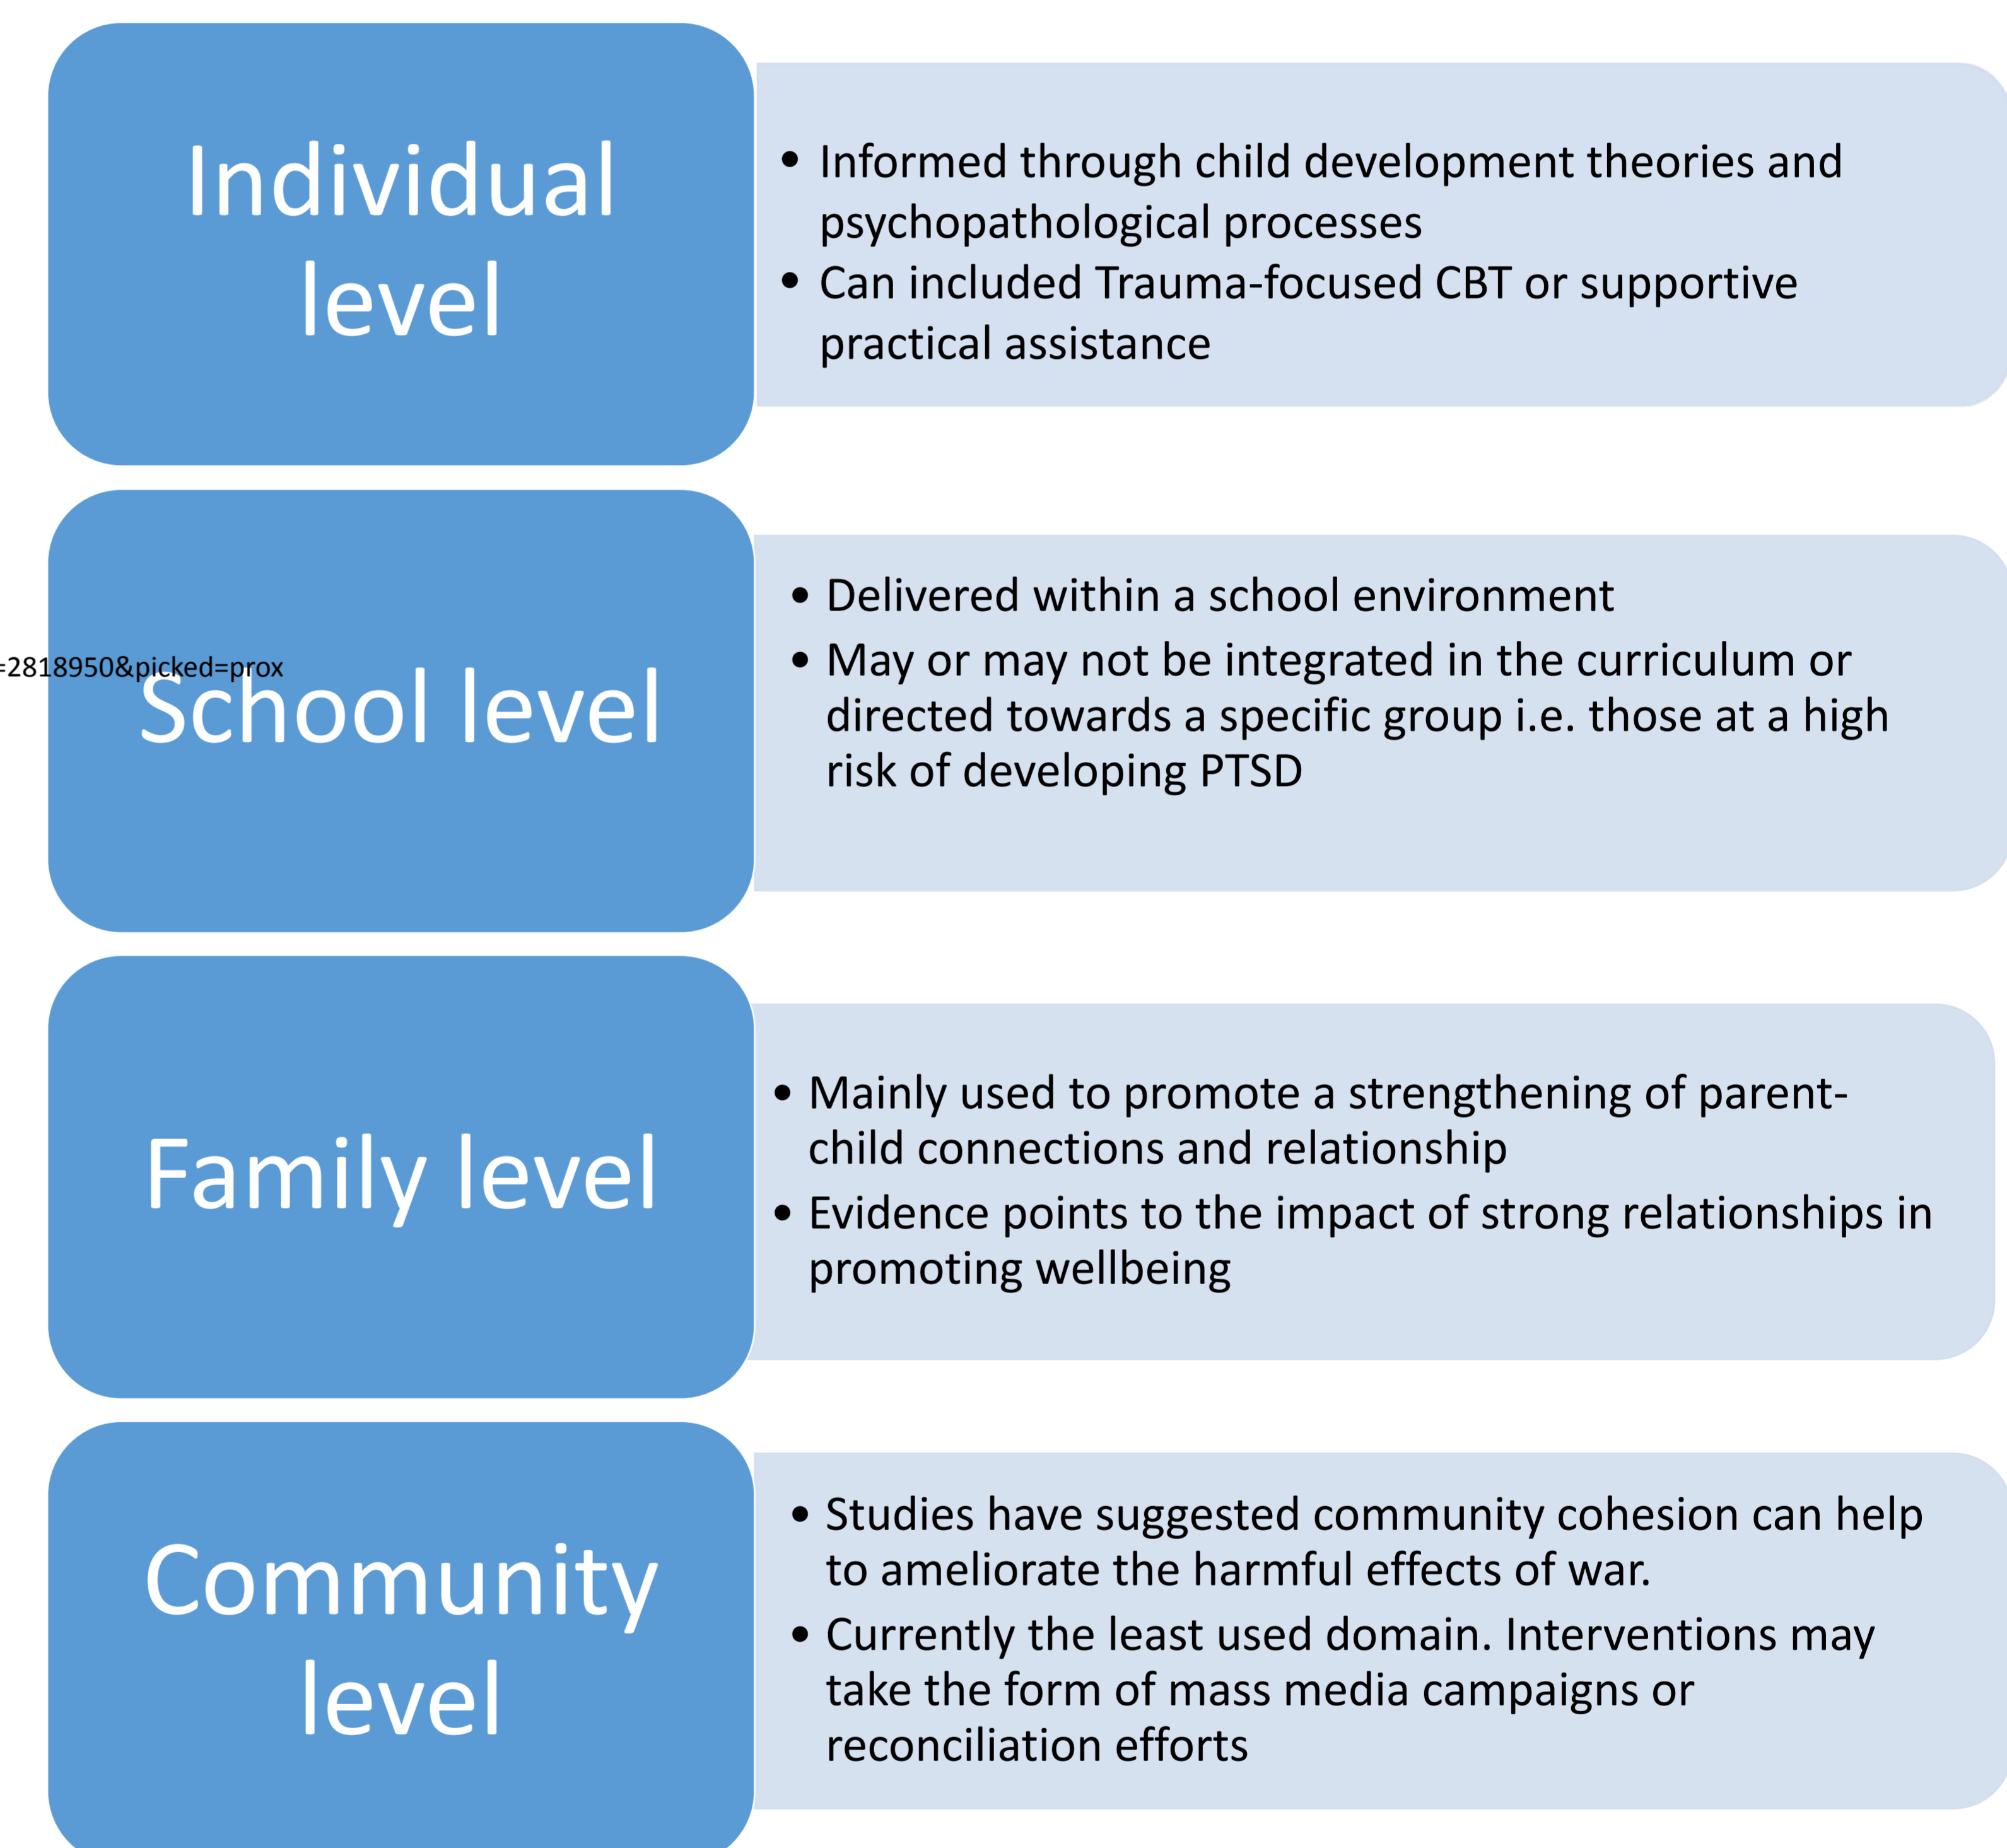 Individual
level
• Informed through child development theories and
psychopathological processes
• Can included Trauma-focused CBT or supportive
practical assistance
=2818950&picked=prox
School level
• Delivered within a school environment
• May or may not be integrated in the curriculum or
directed towards a specific group i.e. those at a high
risk of developing PTSD
Family level
• Mainly used to promote a strengthening of parent-
child connections and relationship
• Evidence points to the impact of strong relationships in
promoting wellbeing
Community
level
• Studies have suggested community cohesion can help
to ameliorate the harmful effects of war.
• Currently the least used domain. Interventions may
take the form of mass media campaigns or
reconciliation efforts